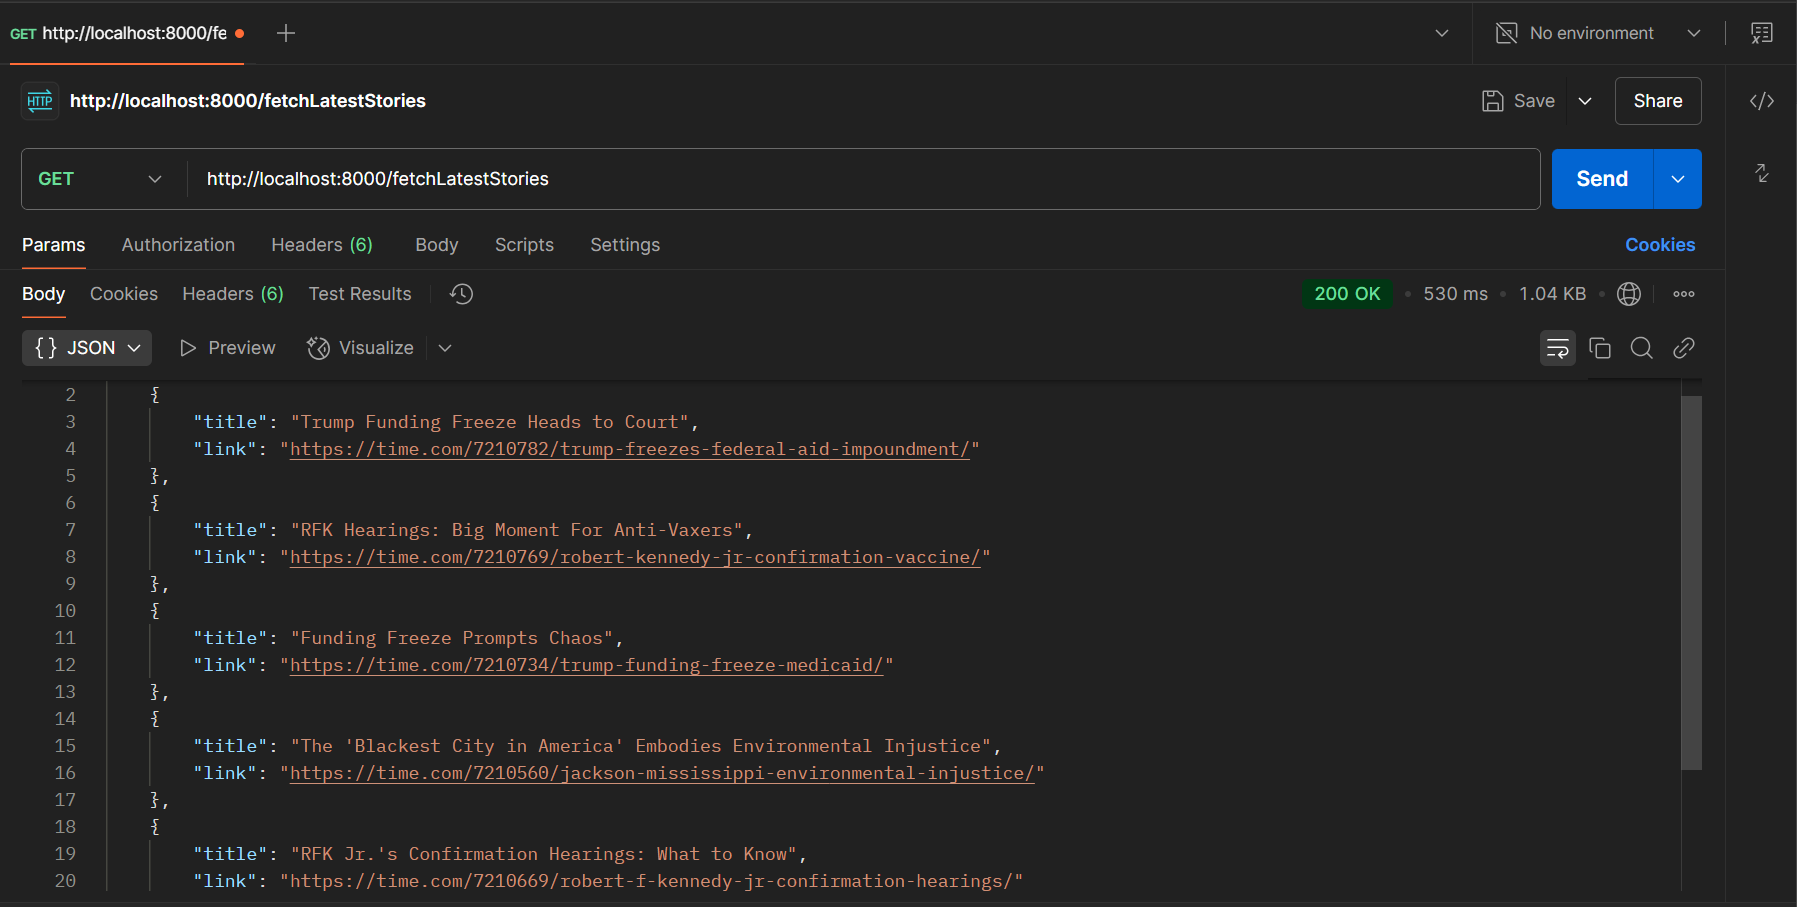 GET http://localhost:8000/fe
No environment
HTTP http://localhost:8000/fetchLatestStories
Save
Share
GET http://localhost:8000/fetchLatestStories
Send
Params Authorization Headers (6) Body Scripts Settings Cookies
Body Cookies Headers (6) Test Results 200 OK 530 ms 1.04 KB
{} JSON Preview Visualize
2 {
3 "title": "Trump Funding Freeze Heads to Court",
4 "link": "https://time.com/7210782/trump-freezes-federal-aid-impoundment/"
5 },
6 {
7 "title": "RFK Hearings: Big Moment For Anti-Vaxers",
8 "link": "https://time.com/7210769/robert-kennedy-jr-confirmation-vaccine/"
9 },
10 {
11 "title": "Funding Freeze Prompts Chaos",
12 "link": "https://time.com/7210734/trump-funding-freeze-medicaid/"
13 },
14 {
15 "title": "The 'Blackest City in America' Embodies Environmental Injustice",
16 "link": "https://time.com/7210560/jackson-mississippi-environmental-injustice/"
17 },
18 {
19 "title": "RFK Jr.'s Confirmation Hearings: What to Know",
20 "link": "https://time.com/7210669/robert-f-kennedy-jr-confirmation-hearings/"